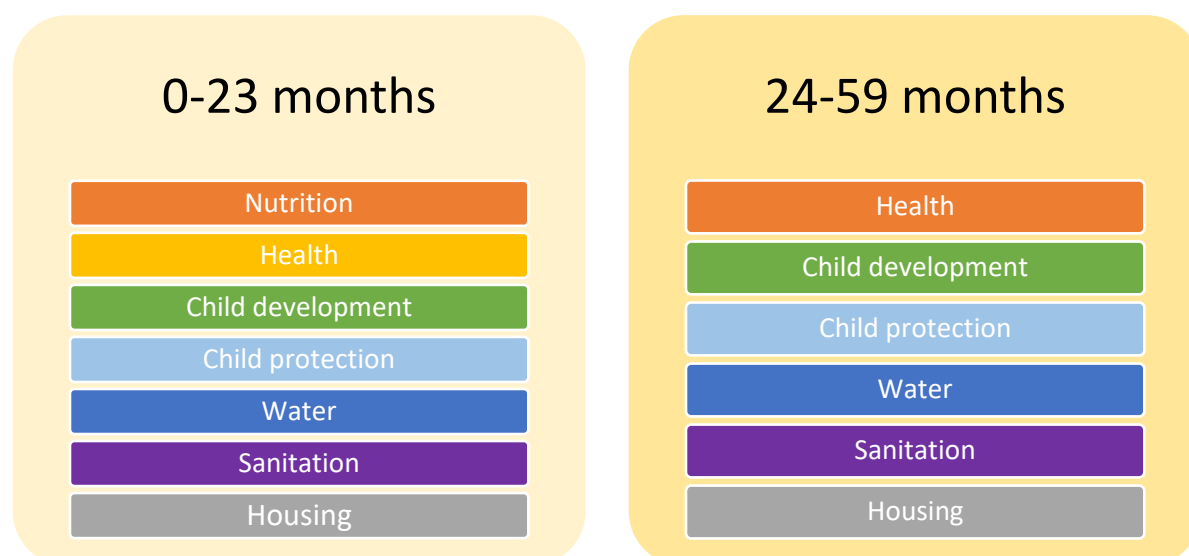 0-23 months
Nutrition
Health
Child development
Child protection
Water
Sanitation
Housing
24-59 months
Health
Child development
Child protection
Water
Sanitation
Housing